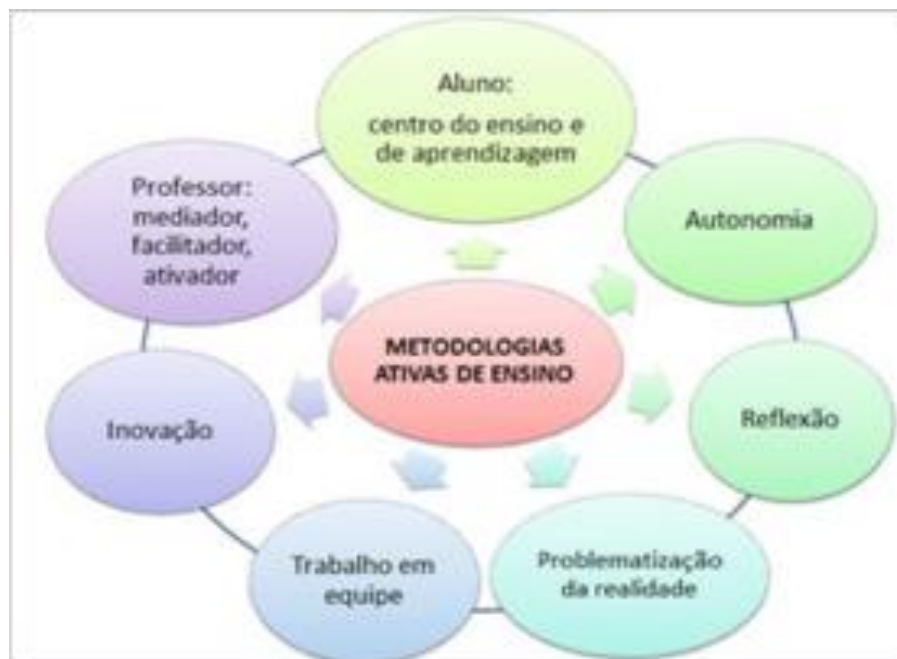 Aluno:
centro do ensino e
de aprendizagem
Autonomia
Reflexão
Problematização
da realidade
Trabalho em
equipe
Inovação
Professor:
mediador,
facilitador,
ativador
METODOLOGIAS
ATIVAS DE ENSINO